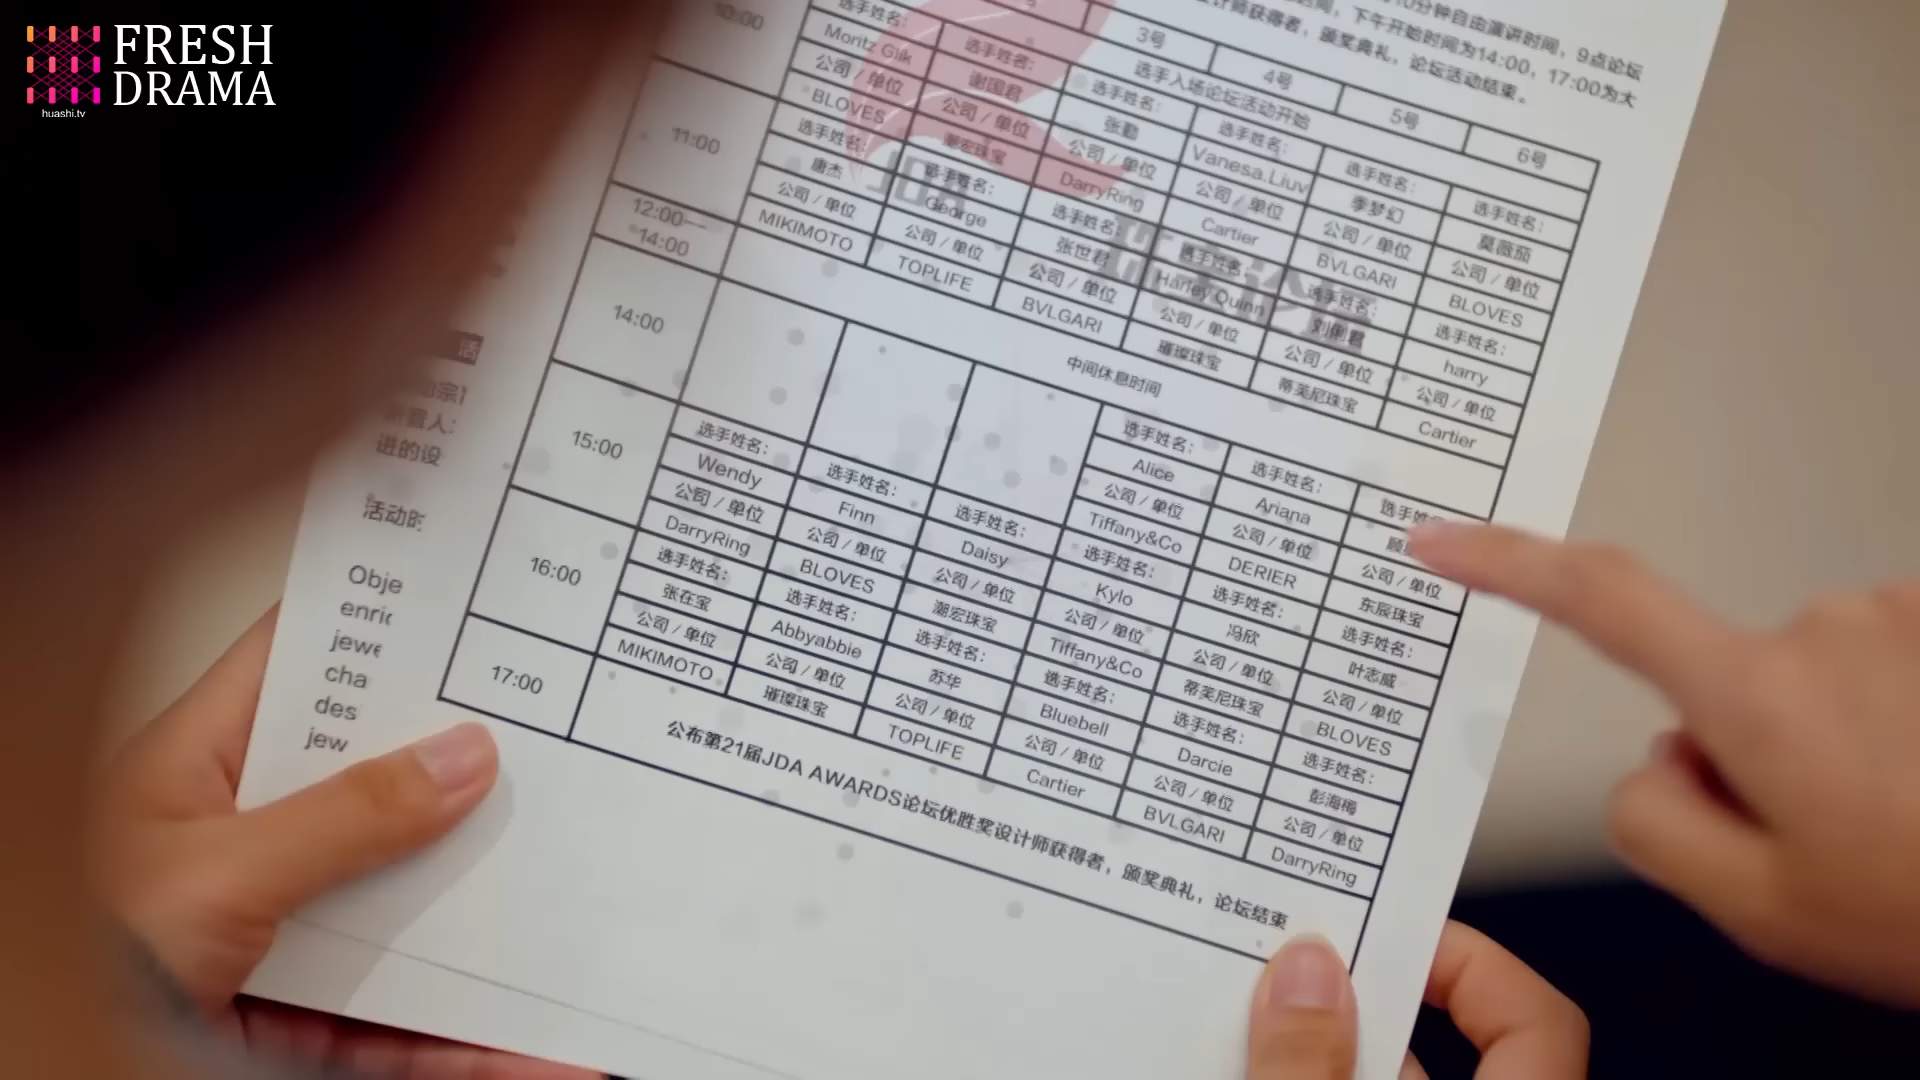 FRESH
DRAMA
huashi.tv
10分钟自由演讲时间，9点论坛
下午开始时间为14:00，17:00为大
师获得者，颁奖典礼，论坛活动结束。
3号
4号
5号
6号
选手入场论坛活动开始
10:00
选手姓名：
选手姓名：
选手姓名：
选手姓名：
选手姓名：
选手姓名：
Moritz Glik
谢国君
张勤
Vanesa.Liuv
季梦幻
莫薇茄
公司 / 单位
公司 / 单位
公司 / 单位
公司 / 单位
公司 / 单位
公司 / 单位
BLOVES
潮宏珠宝
DarryRing
Cartier
BVLGARI
BLOVES
11:00
选手姓名：
选手姓名：
选手姓名：
选手姓名：
选手姓名：
选手姓名：
唐杰
George
张世君
Harley Quinn
harry
公司 / 单位
公司 / 单位
公司 / 单位
公司 / 单位
公司 / 单位
公司 / 单位
MIKIMOTO
TOPLIFE
BVLGARI
璀璨珠宝
蒂芙尼珠宝
Cartier
12:00——
14:00
中间休息时间
14:00
选手姓名：
选手姓名：
选手姓名
Alice
Ariana
顾
公司 / 单位
公司 / 单位
公司 / 单位
Tiffany&Co
DERIER
东辰珠宝
15:00
选手姓名：
选手姓名：
选手姓名：
选手姓名：
选手姓名：
选手姓名：
Wendy
Finn
Daisy
Kylo
冯欣
叶志威
公司 / 单位
公司 / 单位
公司 / 单位
公司 / 单位
公司 / 单位
公司 / 单位
DarryRing
BLOVES
潮宏珠宝
Tiffany&Co
蒂芙尼珠宝
BLOVES
16:00
选手姓名：
选手姓名：
选手姓名：
选手姓名：
选手姓名：
选手姓名：
张在宝
Abbyabbie
苏华
Bluebell
Darcie
彭海梅
公司 / 单位
公司 / 单位
公司 / 单位
公司 / 单位
公司 / 单位
公司 / 单位
MIKIMOTO
璀璨珠宝
TOPLIFE
Cartier
BVLGARI
DarryRing
17:00
公布第21届JDA AWARDS论坛优胜奖设计师获得者，颁奖典礼，论坛结束
活
进的设
活动时
Obje
enric
jewe
cha
des
jew